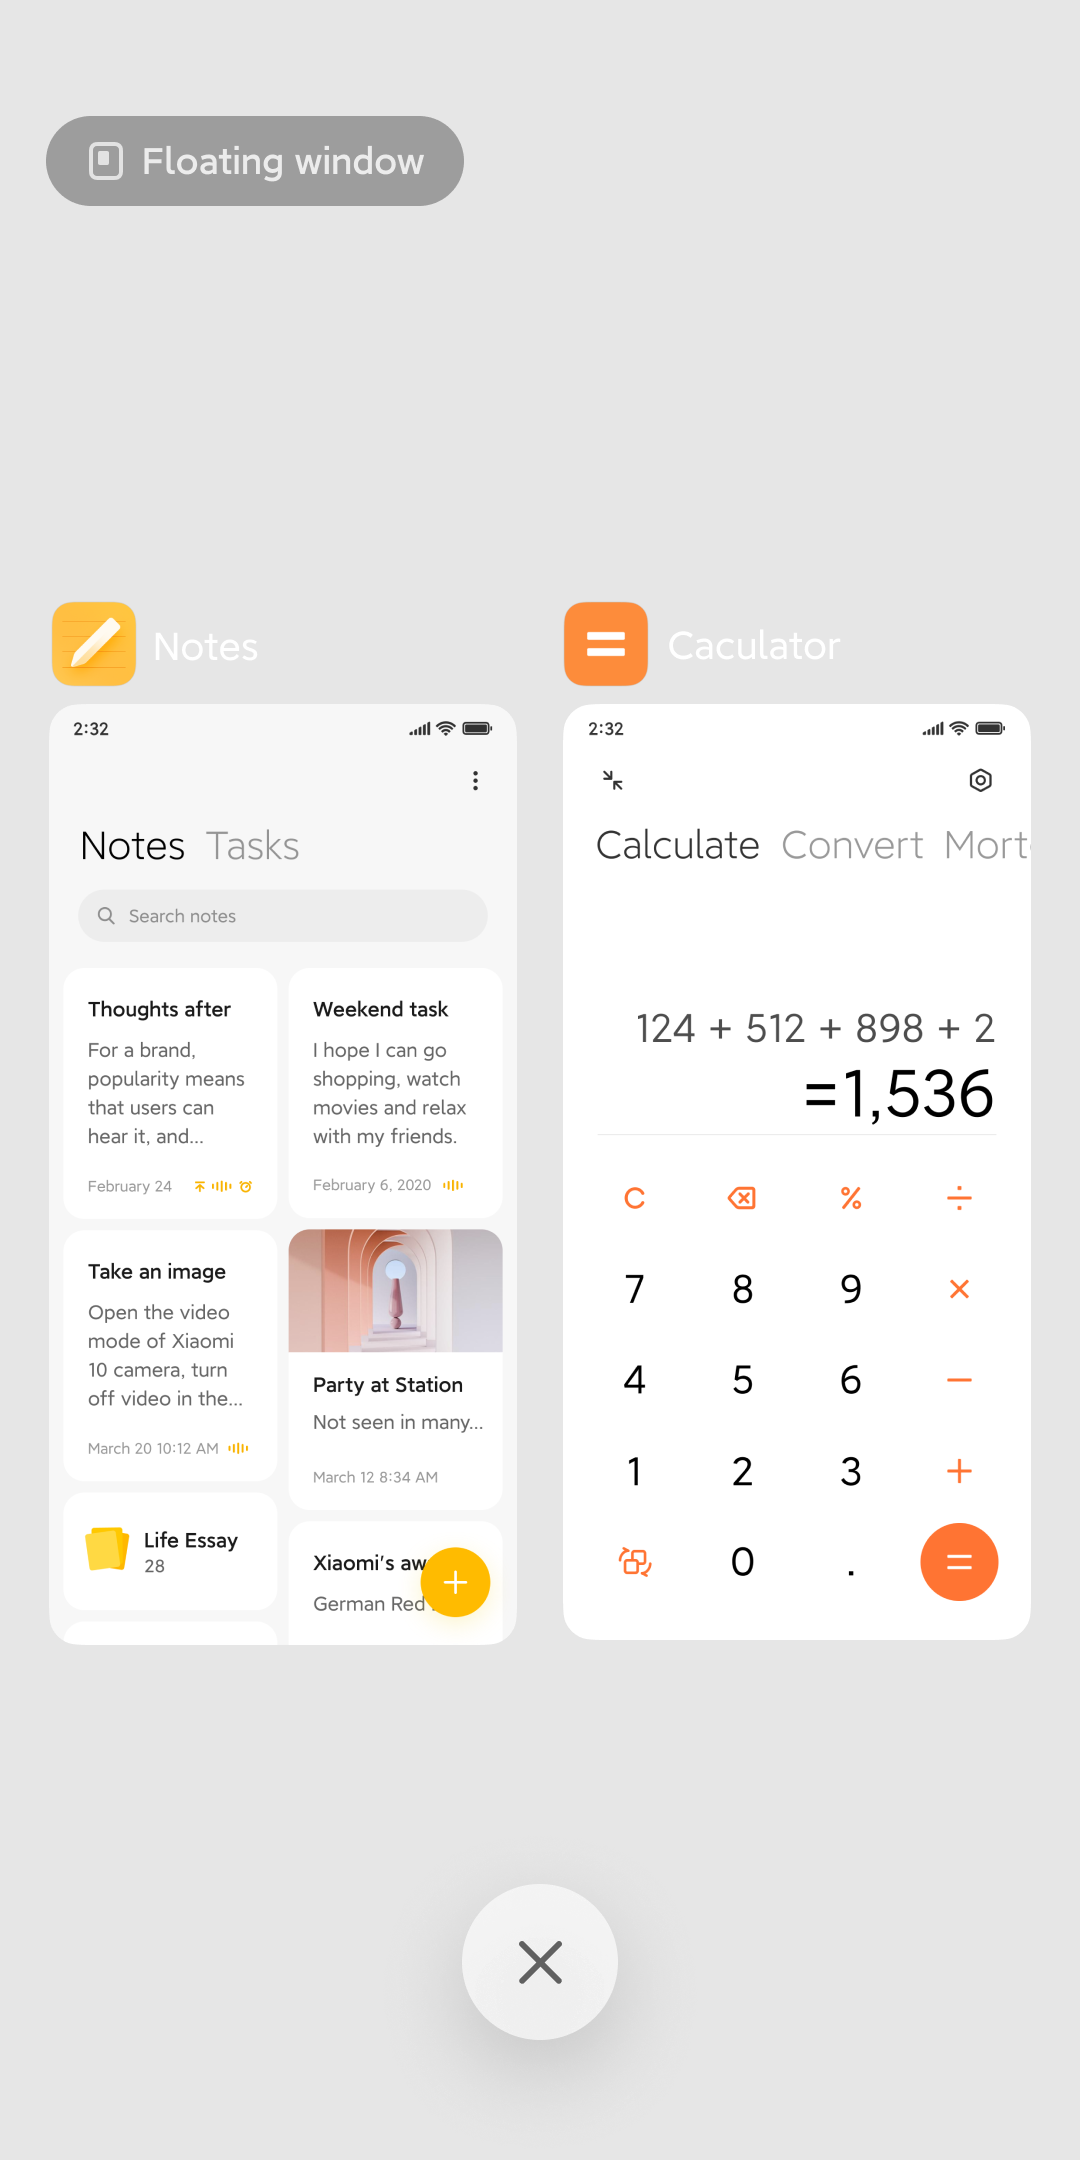 Floating window
Notes
2:32
Notes Tasks
Search notes
Thoughts after
For a brand,
popularity means
that users can
hear it, and...
February 24
Weekend task
I hope I can go
shopping, watch
movies and relax
with my friends.
February 6, 2020
Take an image
Open the video
mode of Xiaomi
10 camera, turn
off video in the...
March 20 10:12 AM
Party at Station
Not seen in many...
March 12 8:34 AM
Life Essay
28
Xiaomi's aw
German Red
Caculator
2:32
Calculate Convert Mort
124 + 512 + 898 + 2
=1,536
C % ÷
7 8 9 ×
4 5 6 −
1 2 3 +
0 . =